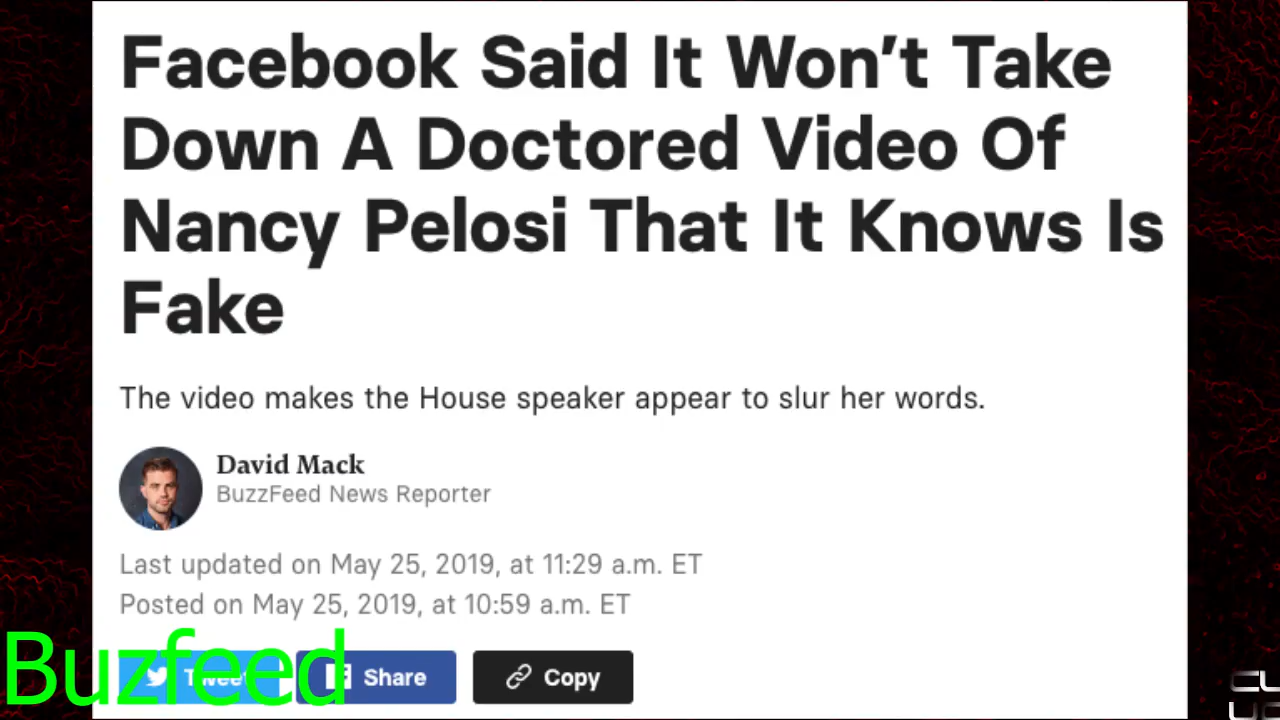 Facebook Said It Won’t Take
Down A Doctored Video Of
Nancy Pelosi That It Knows Is
Fake
The video makes the House speaker appear to slur her words.
David Mack
BuzzFeed News Reporter
Last updated on May 25, 2019, at 11:29 a.m. ET
Posted on May 25, 2019, at 10:59 a.m. ET
Buzfeed
Tweet Share Copy